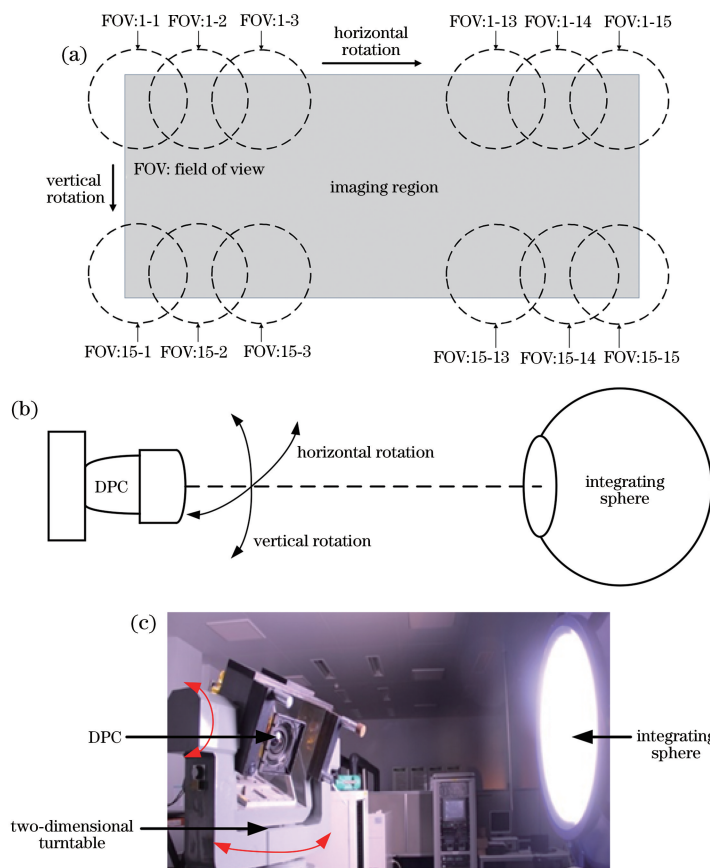 FOV:1-1 FOV:1-2 FOV:1-3 FOV:1-13 FOV:1-14 FOV:1-15
(a)
horizontal
rotation
FOV: field of view
vertical
rotation
imaging region
FOV:15-1 FOV:15-2 FOV:15-3 FOV:15-13 FOV:15-14 FOV:15-15
(b)
DPC
horizontal rotation
vertical rotation
integrating
sphere
(c)
DPC
integrating
sphere
two-dimensional
turntable